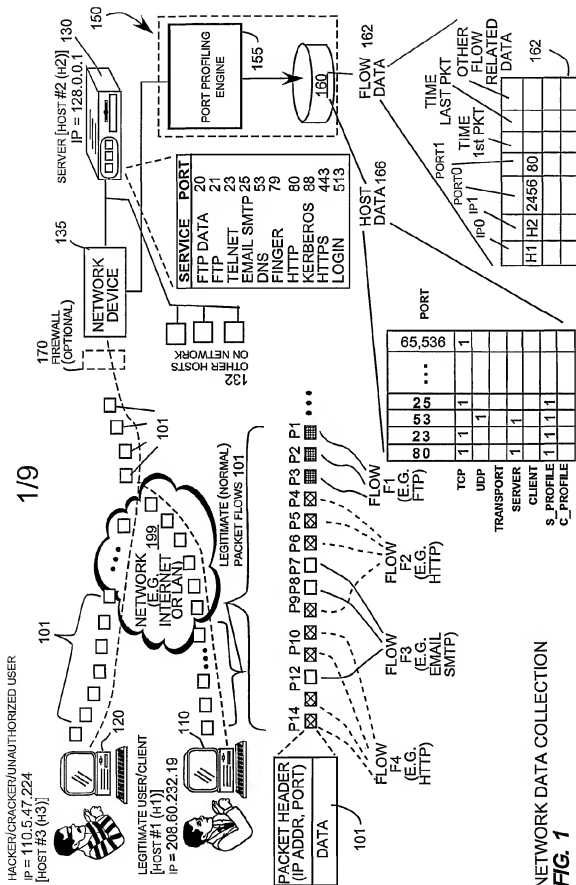 1/9
HACKER/CRACKER/UNAUTHORIZED USER
IP = 110.5.47.224
[HOST #3 (H3)]
120
101
NETWORK
199
(E.G.
INTERNET
OR LAN)
101
170
FIREWALL
(OPTIONAL)
135
NETWORK
DEVICE
SERVER [HOST #2 (H2)]
IP = 128.0.0.1
130
150
PORT PROFILING
ENGINE
155
160
132
OTHER HOSTS
ON NETWORK
SERVICE PORT
FTP DATA 20
FTP 21
TELNET 23
EMAIL SMTP 25
DNS 53
FINGER 79
HTTP 80
KERBEROS 88
HTTPS 443
LOGIN 513
LEGITIMATE USER/CLIENT
[HOST #1 (H1)]
IP = 208.60.232.19
110
LEGITIMATE (NORMAL)
PACKET FLOWS 101
P14 P12 P10 P9 P8 P7 P6 P5 P4 P3 P2 P1
PACKET HEADER
(IP ADDR, PORT)
DATA
101
FLOW
F4
(E.G.
HTTP)
FLOW
F3
(E.G.
EMAIL
SMTP)
FLOW
F2
(E.G.
HTTP)
FLOW
F1
(E.G.
FTP)
HOST
DATA 166
FLOW 162
DATA
PORT
80 23 53 25 ... 65,536
TCP 1 1 1 1
UDP 1
TRANSPORT
SERVER 1 1
CLIENT
S_PROFILE 1 1 1 1
C_PROFILE
IP0
IP1
PORT0
PORT1
TIME
1st PKT
TIME
LAST PKT
OTHER
FLOW
RELATED
DATA
H1 H2 2456 80
162
NETWORK DATA COLLECTION
FIG. 1